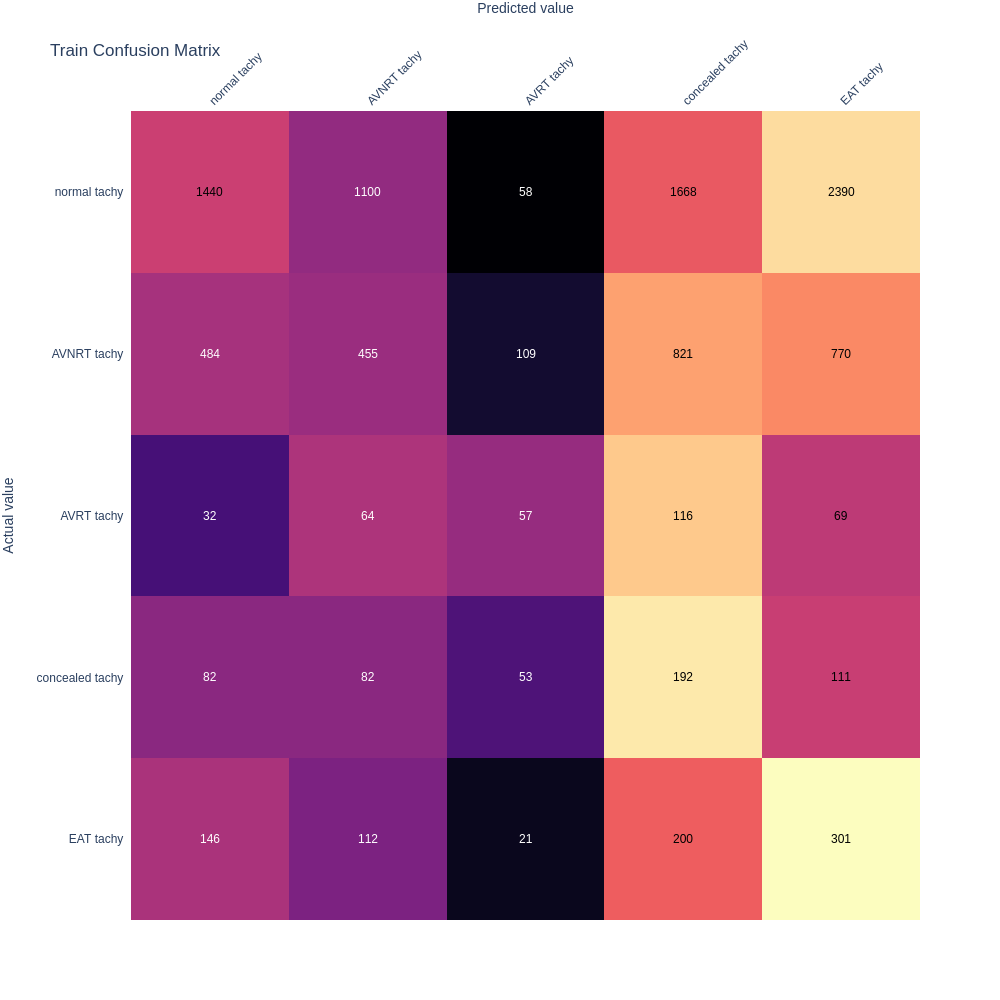 Predicted value
Train Confusion Matrix
normal tachy AVNRT tachy AVRT tachy concealed tachy EAT tachy
normal tachy 1440 1100 58 1668 2390
AVNRT tachy 484 455 109 821 770
Actual value
AVRT tachy 32 64 57 116 69
concealed tachy 82 82 53 192 111
EAT tachy 146 112 21 200 301